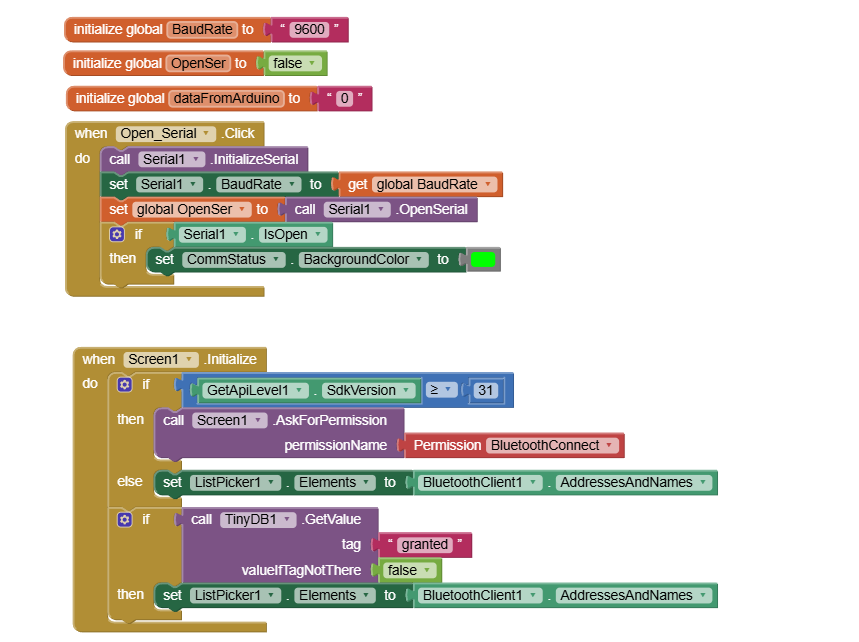 initialize global BaudRate to " 9600 "
initialize global OpenSer to false
initialize global dataFromArduino to " 0 "
when Open_Serial .Click
do call Serial1 .InitializeSerial
set Serial1 . BaudRate to get global BaudRate
set global OpenSer to call Serial1 .OpenSerial
if Serial1 . IsOpen
then set CommStatus . BackgroundColor to
when Screen1 .Initialize
do if GetApiLevel1 . SdkVersion ≥ 31
then call Screen1 .AskForPermission
permissionName Permission BluetoothConnect
else set ListPicker1 . Elements to BluetoothClient1 . AddressesAndNames
if call TinyDB1 .GetValue
tag " granted "
valueIfTagNotThere false
then set ListPicker1 . Elements to BluetoothClient1 . AddressesAndNames